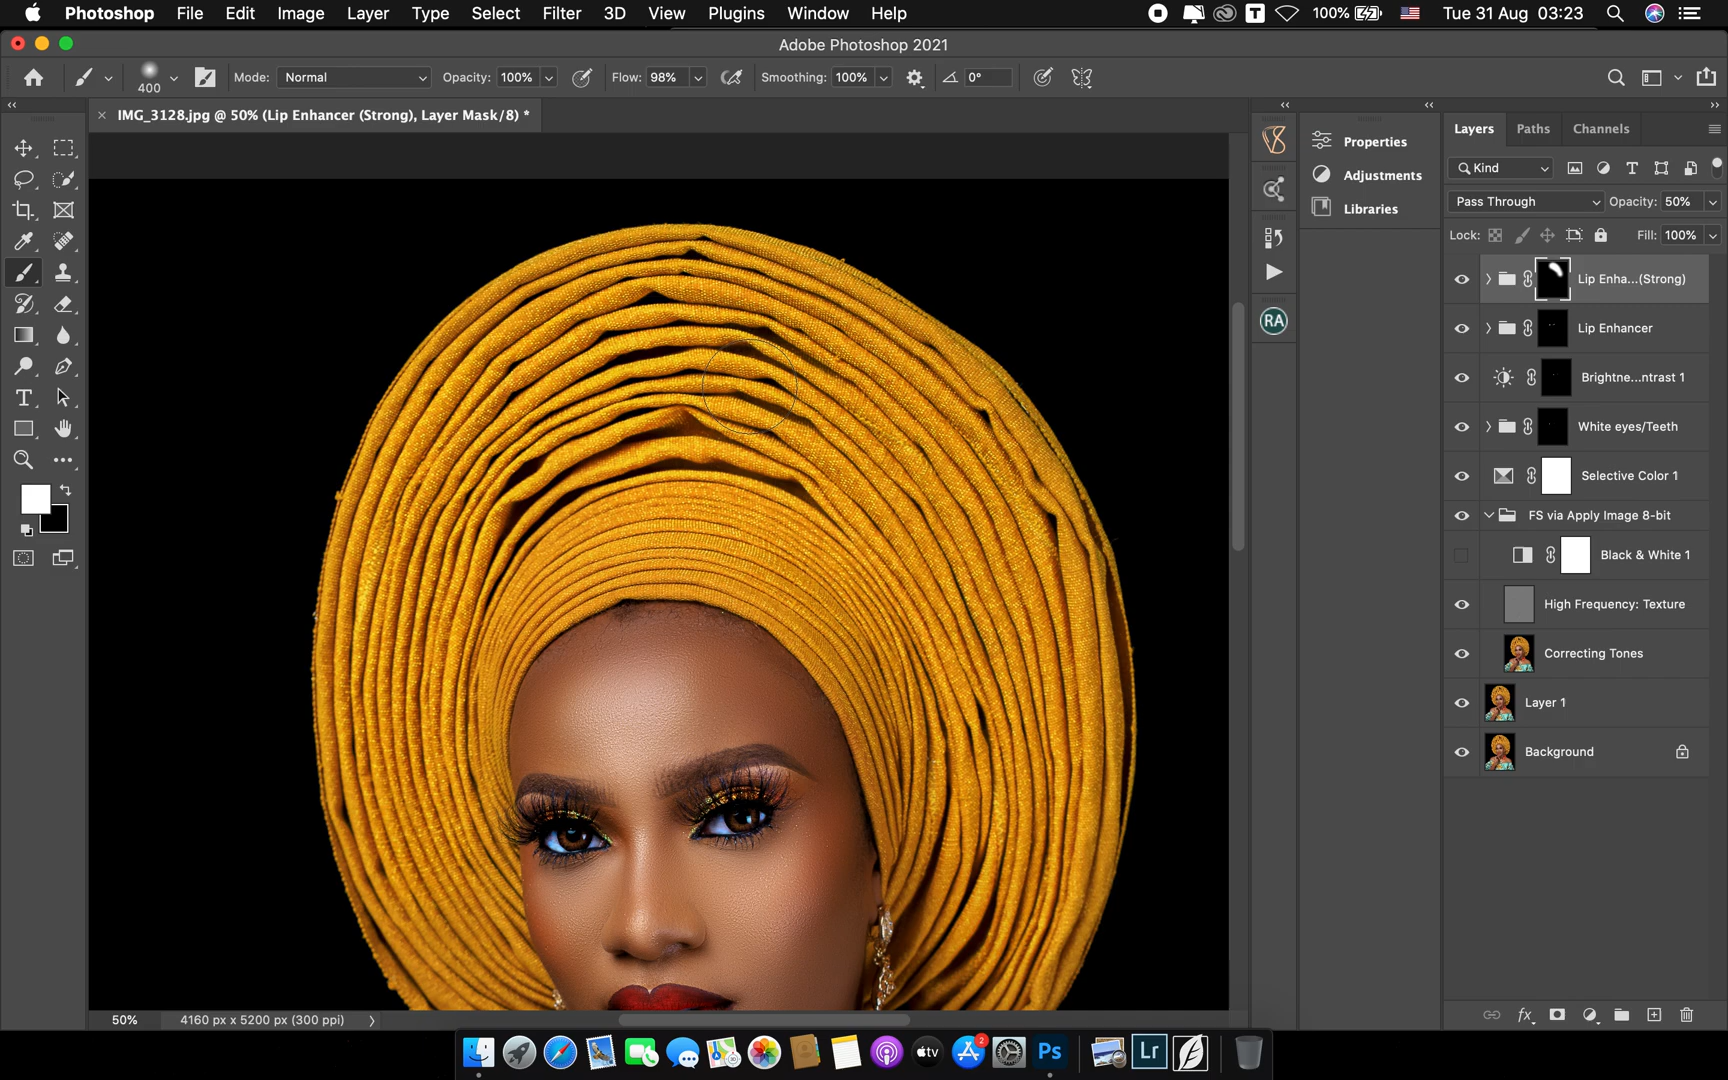 Photoshop File Edit Image Layer Type Select Filter 3D View Plugins Window Help T 100% Tue 31 Aug 03:23
Adobe Photoshop 2021
400 Mode: Normal Opacity: 100% Flow: 98% Smoothing: 100% 0°
IMG_3128.jpg @ 50% (Lip Enhancer (Strong), Layer Mask/8) *
Properties
Adjustments
Libraries
RA
Layers Paths Channels
Kind
Pass Through Opacity: 50%
Lock: Fill: 100%
Lip Enha...(Strong)
Lip Enhancer
Brightne...ntrast 1
White eyes/Teeth
Selective Color 1
FS via Apply Image 8-bit
Black & White 1
High Frequency: Texture
Correcting Tones
Layer 1
Background
fx
50% 4160 px x 5200 px (300 ppi)
tv 2 Ps Lr